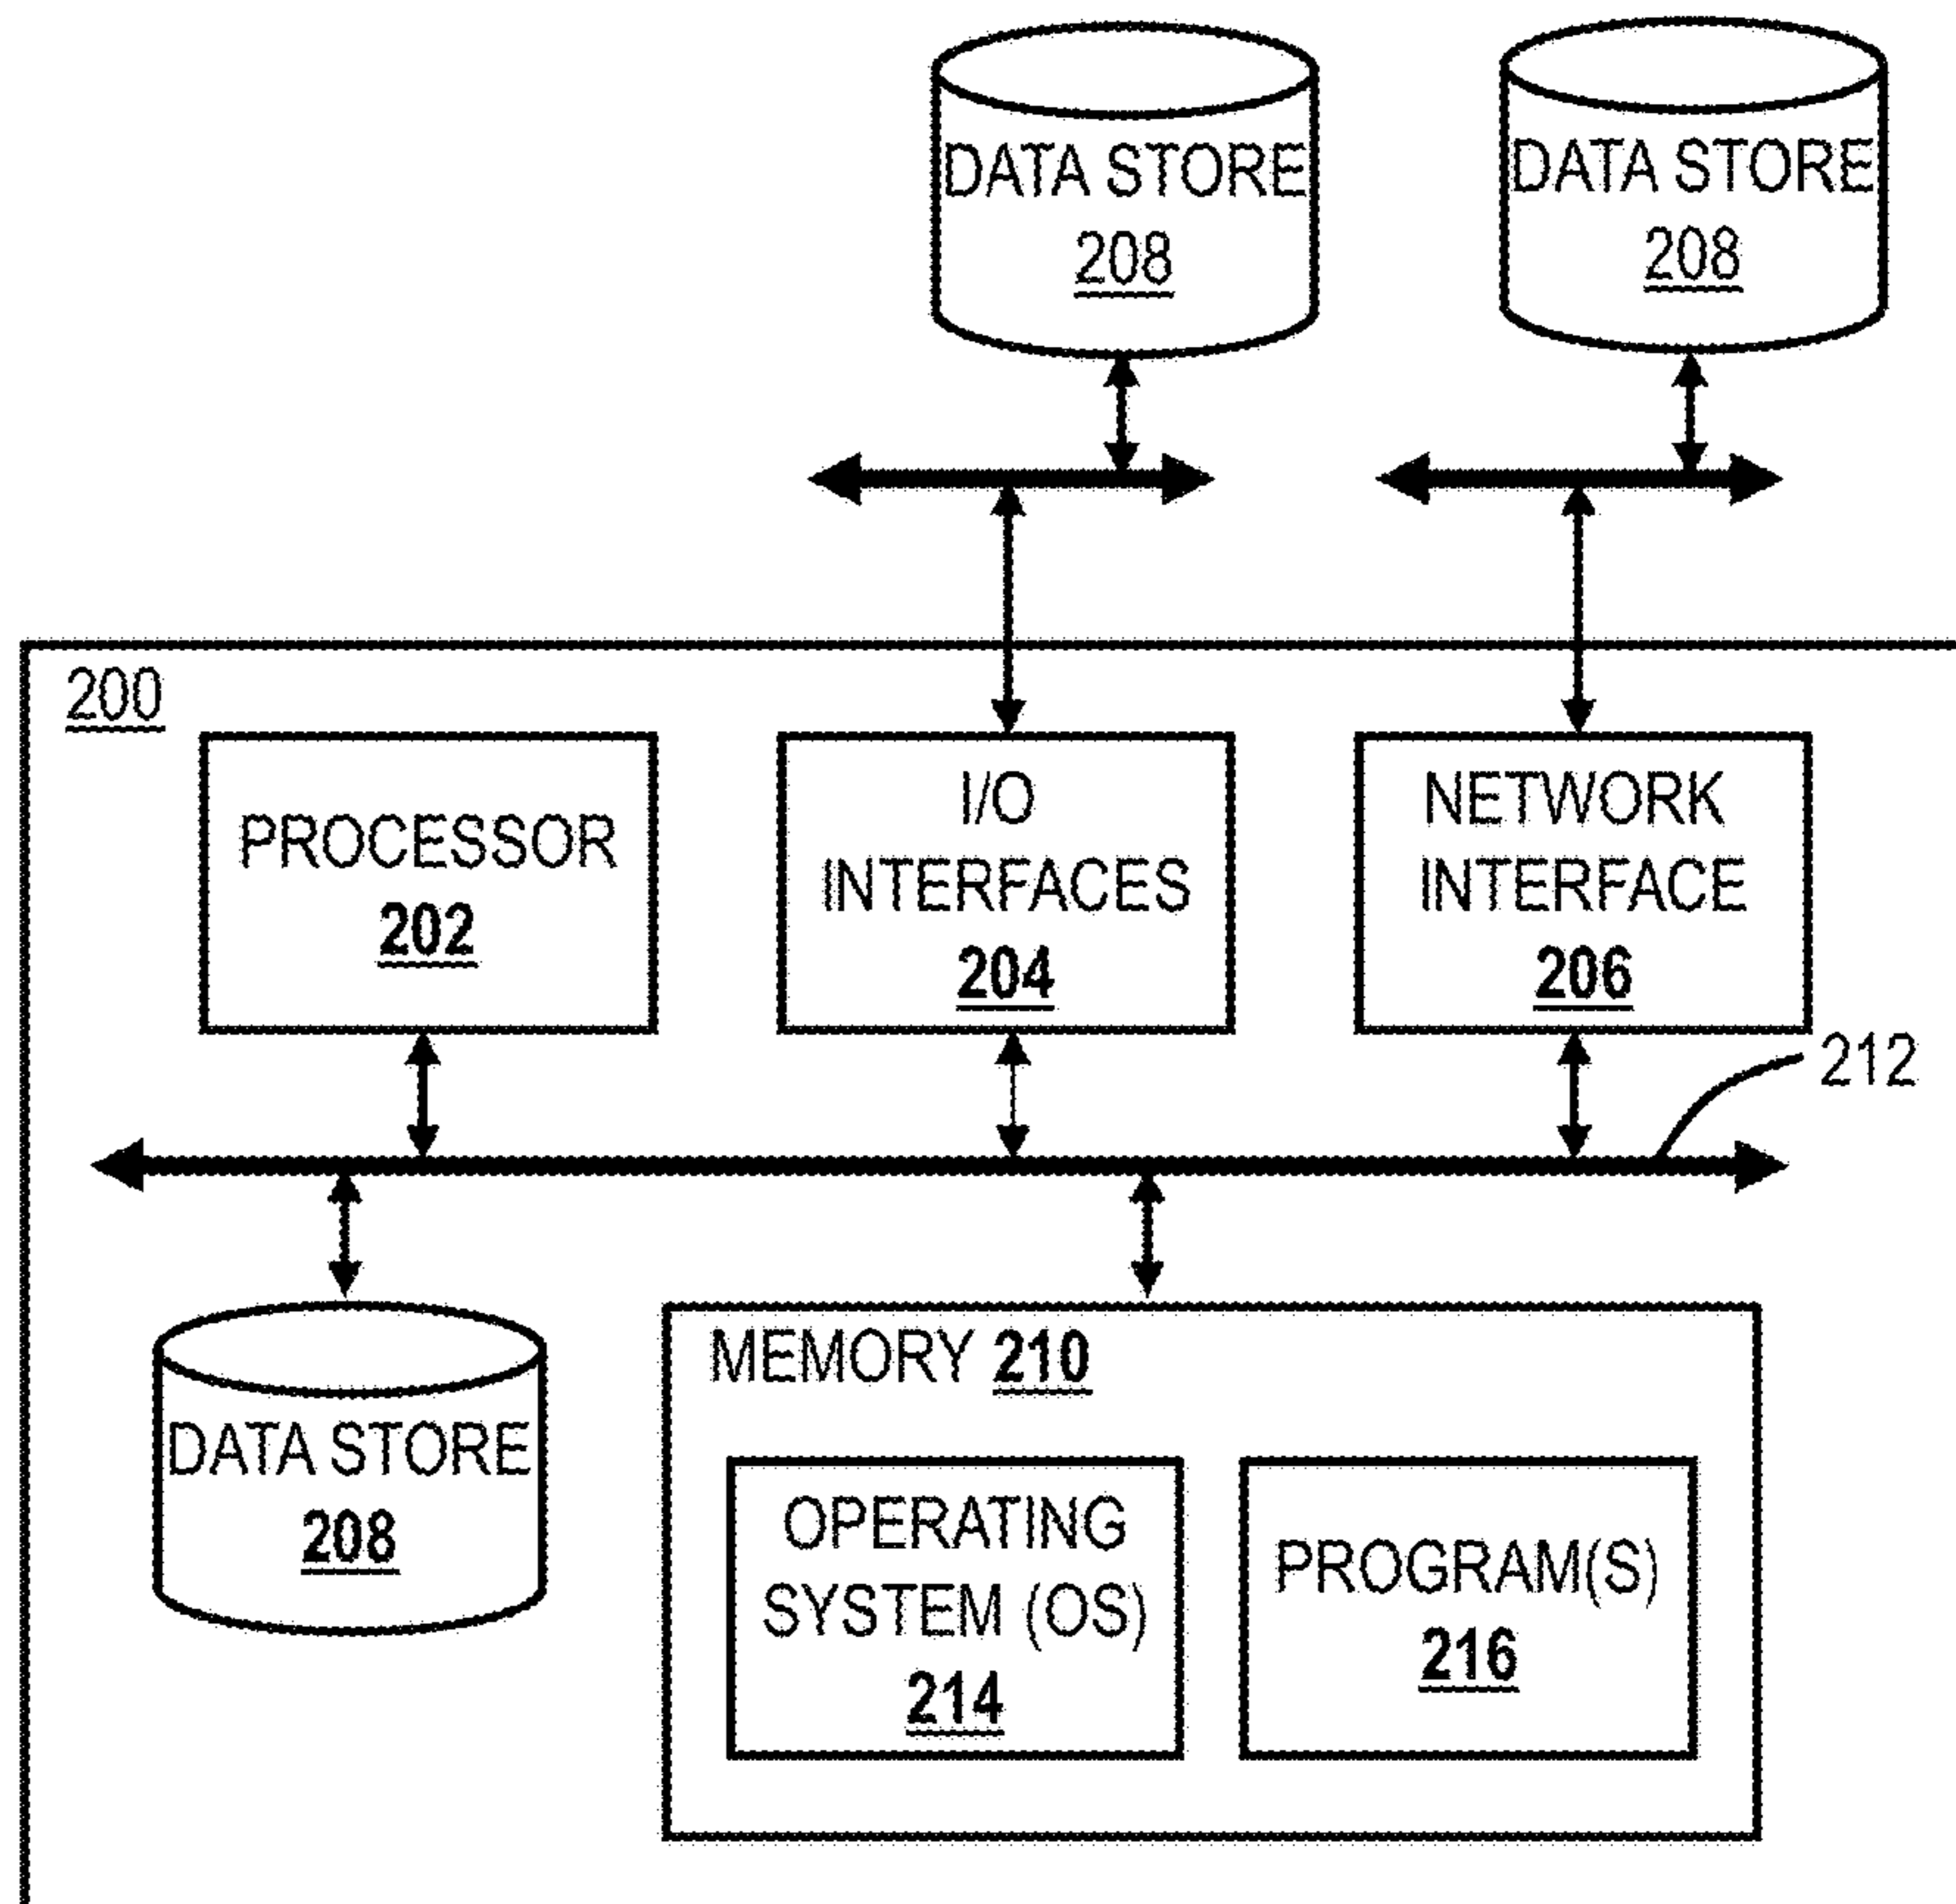 DATA STORE
208
DATA STORE
208
200
PROCESSOR
202
I/O
INTERFACES
204
NETWORK
INTERFACE
206
212
DATA STORE
208
MEMORY 210
OPERATING
SYSTEM (OS)
214
PROGRAM(S)
216